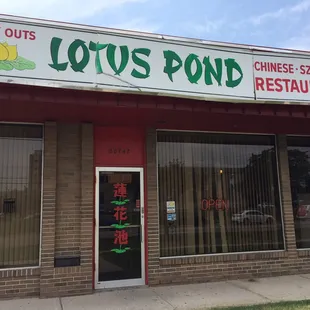 OUTS
LOTUS POND
CHINESE · SZ
RESTAU
蓮
花
池
OPEN